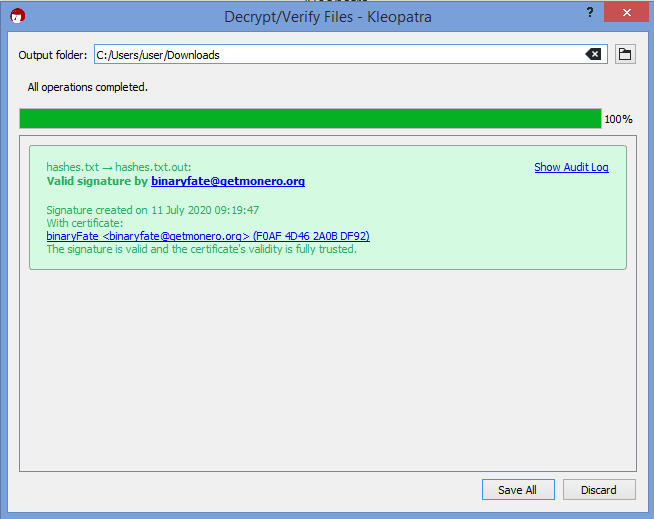 Decrypt/Verify Files - Kleopatra
?
Output folder:
C:/Users/user/Downloads
All operations completed.
100%
hashes.txt → hashes.txt.out:
Show Audit Log
Valid signature by binaryfate@getmonero.org
Signature created on 11 July 2020 09:19:47
With certificate:
binaryFate <binaryfate@getmonero.org> (F0AF 4D46 2A0B DF92)
The signature is valid and the certificate's validity is fully trusted.
Save All
Discard